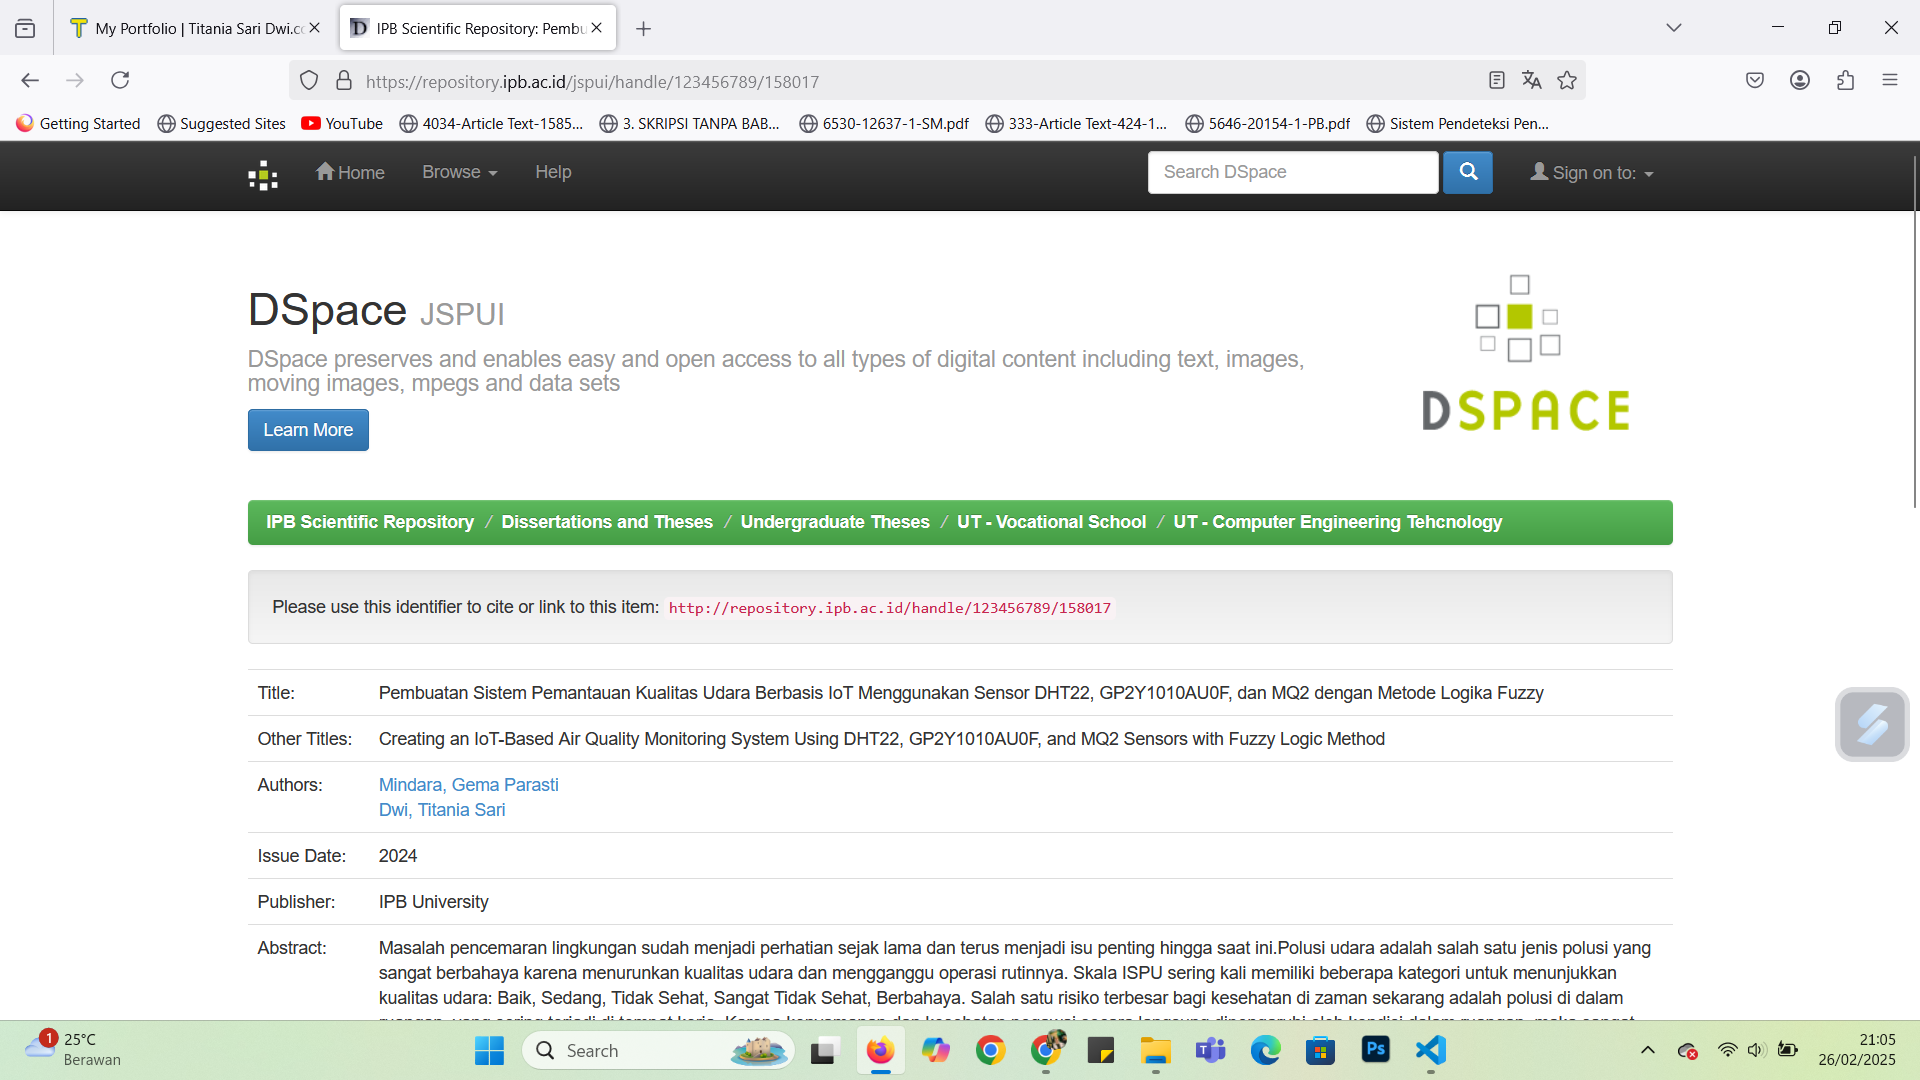 My Portfolio | Titania Sari Dwi.co
IPB Scientific Repository: Pembu
https://repository.ipb.ac.id/jspui/handle/123456789/158017
Getting Started
Suggested Sites
YouTube
4034-Article Text-1585...
3. SKRIPSI TANPA BAB...
6530-12637-1-SM.pdf
333-Article Text-424-1...
5646-20154-1-PB.pdf
Sistem Pendeteksi Pen...
Home
Browse
Help
Search DSpace
Sign on to:
DSpace JSPUI
DSpace preserves and enables easy and open access to all types of digital content including text, images,
moving images, mpegs and data sets
Learn More
DSPACE
IPB Scientific Repository / Dissertations and Theses / Undergraduate Theses / UT - Vocational School / UT - Computer Engineering Tehcnology
Please use this identifier to cite or link to this item: http://repository.ipb.ac.id/handle/123456789/158017
Title: Pembuatan Sistem Pemantauan Kualitas Udara Berbasis IoT Menggunakan Sensor DHT22, GP2Y1010AU0F, dan MQ2 dengan Metode Logika Fuzzy
Other Titles: Creating an IoT-Based Air Quality Monitoring System Using DHT22, GP2Y1010AU0F, and MQ2 Sensors with Fuzzy Logic Method
Authors: Mindara, Gema Parasti
Dwi, Titania Sari
Issue Date: 2024
Publisher: IPB University
Abstract: Masalah pencemaran lingkungan sudah menjadi perhatian sejak lama dan terus menjadi isu penting hingga saat ini.Polusi udara adalah salah satu jenis polusi yang
sangat berbahaya karena menurunkan kualitas udara dan mengganggu operasi rutinnya. Skala ISPU sering kali memiliki beberapa kategori untuk menunjukkan
kualitas udara: Baik, Sedang, Tidak Sehat, Sangat Tidak Sehat, Berbahaya. Salah satu risiko terbesar bagi kesehatan di zaman sekarang adalah polusi di dalam
1
25°C
Berawan
Search
Ps
21:05
26/02/2025